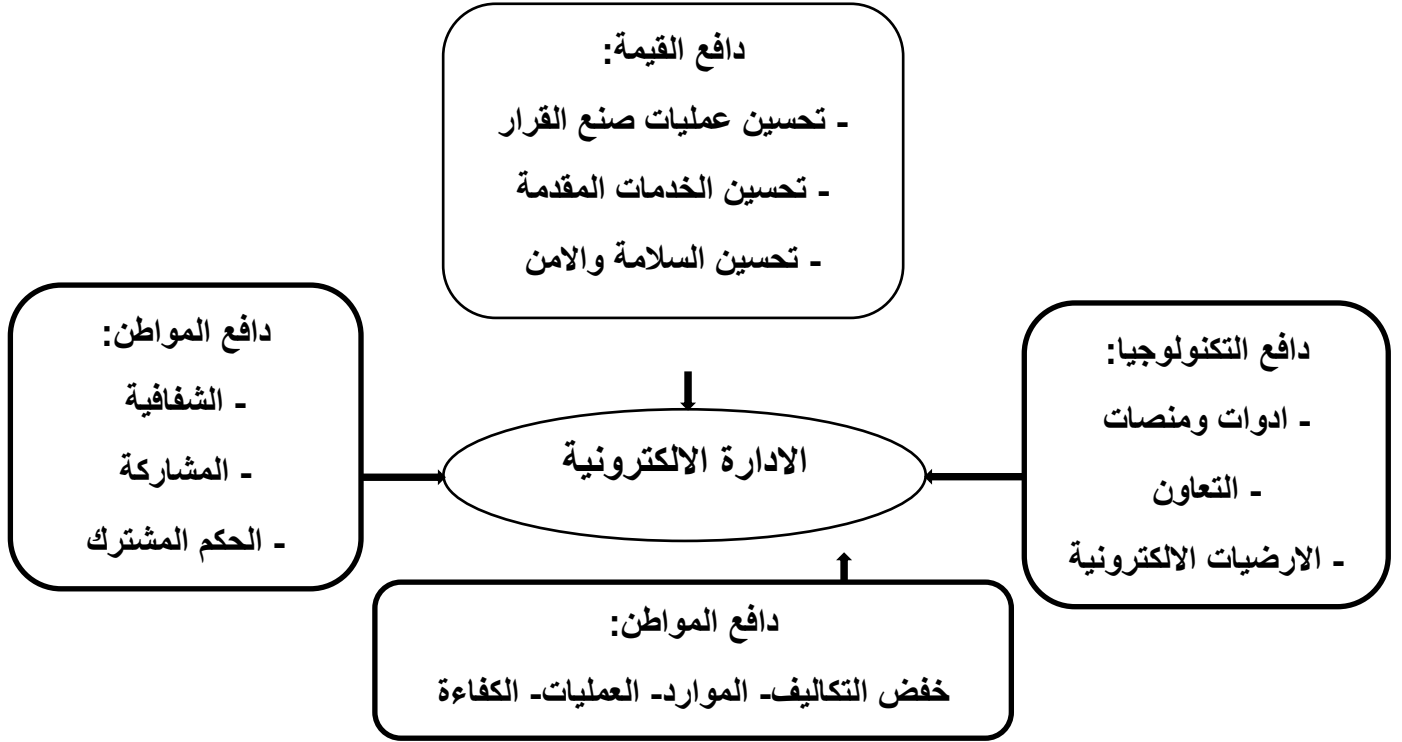 دافع القيمة:
- تحسين عمليات صنع القرار
- تحسين الخدمات المقدمة
- تحسين السلامة والامن
دافع التكنولوجيا:
- ادوات ومنصات
- التعاون
- الارضيات الالكترونية
الادارة الالكترونية
دافع المواطن:
- الشفافية
- المشاركة
- الحكم المشترك
دافع المواطن:
خفض التكاليف- الموارد- العمليات- الكفاءة